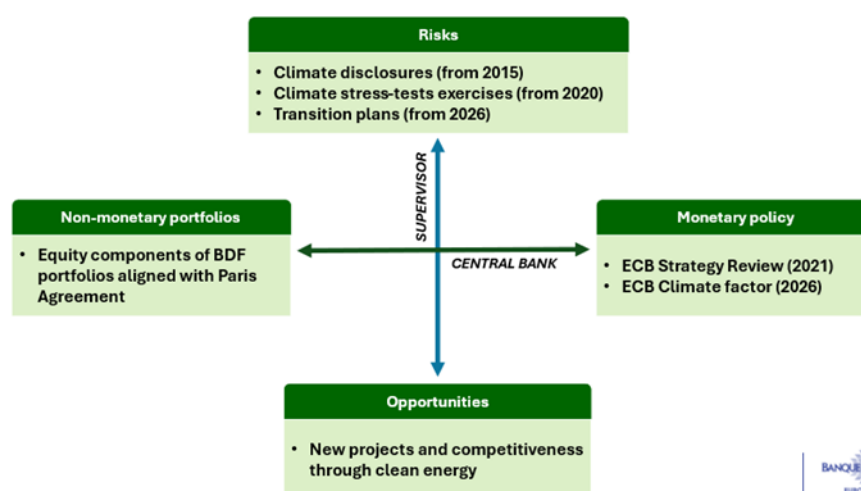 Risks
• Climate disclosures (from 2015)
• Climate stress-tests exercises (from 2020)
• Transition plans (from 2026)
SUPERVISOR
Non-monetary portfolios
• Equity components of BDF
portfolios aligned with Paris
Agreement
CENTRAL BANK
Monetary policy
• ECB Strategy Review (2021)
• ECB Climate factor (2026)
Opportunities
• New projects and competitiveness
through clean energy
BANQUE